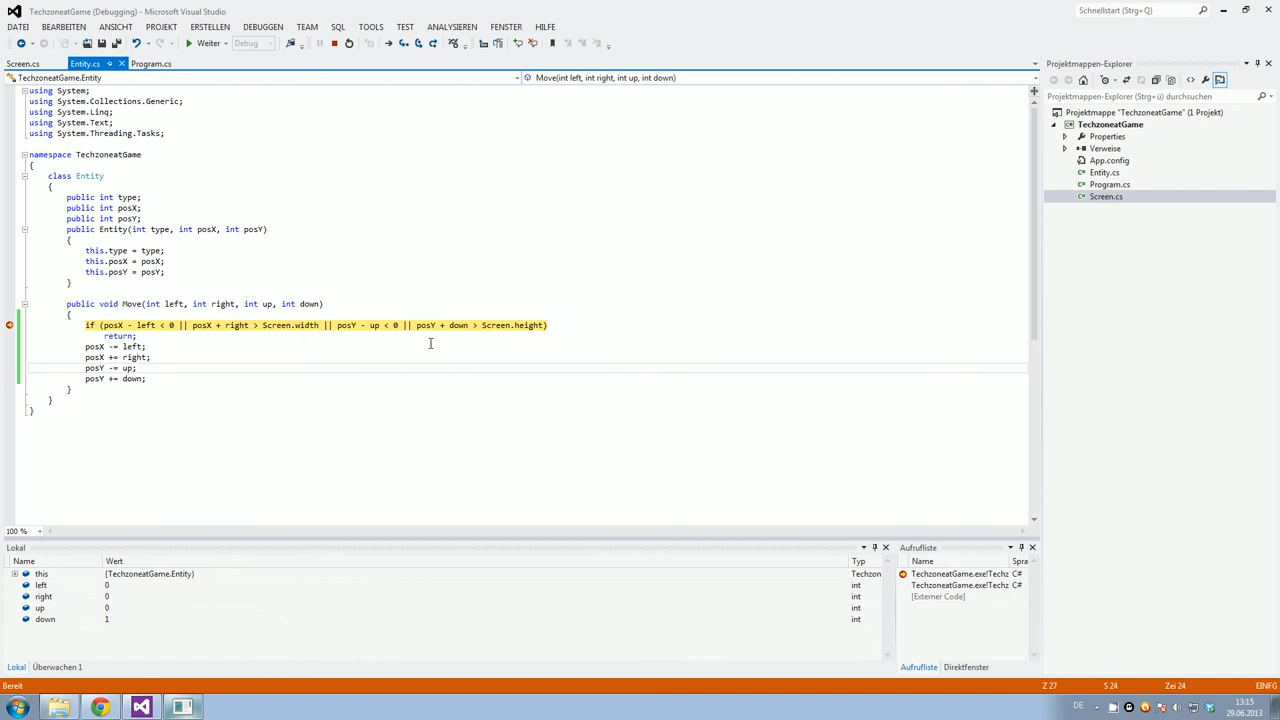 TechzoneatGame (Debugging) - Microsoft Visual Studio
Schnellstart (Strg+Q)
DATEI BEARBEITEN ANSICHT PROJEKT ERSTELLEN DEBUGGEN TEAM SQL TOOLS TEST ANALYSIEREN FENSTER HILFE
Weiter Debug
Screen.cs Entity.cs Program.cs
TechzoneatGame.Entity Move(int left, int right, int up, int down)
using System;
using System.Collections.Generic;
using System.Linq;
using System.Text;
using System.Threading.Tasks;
namespace TechzoneatGame
{
class Entity
{
public int type;
public int posX;
public int posY;
public Entity(int type, int posX, int posY)
{
this.type = type;
this.posX = posX;
this.posY = posY;
}
public void Move(int left, int right, int up, int down)
{
if (posX - left < 0 || posX + right > Screen.width || posY - up < 0 || posY + down > Screen.height)
return;
posX -= left;
posX += right;
posY -= up;
posY += down;
}
}
}
100 %
Projektmappen-Explorer
Projektmappen-Explorer (Strg+ü) durchsuchen
Projektmappe "TechzoneatGame" (1 Projekt)
TechzoneatGame
Properties
Verweise
App.config
Entity.cs
Program.cs
Screen.cs
Lokal
Name Wert Typ
this {TechzoneatGame.Entity} Techzon
left 0 int
right 0 int
up 0 int
down 1 int
Lokal Überwachen 1
Aufrufliste
Name Spra
TechzoneatGame.exe!Techz C#
TechzoneatGame.exe!Techz C#
[Externer Code]
Aufrufliste Direktfenster
Bereit Z 27 S 24 Zei 24 EINFG
DE 13:15
29.06.2013